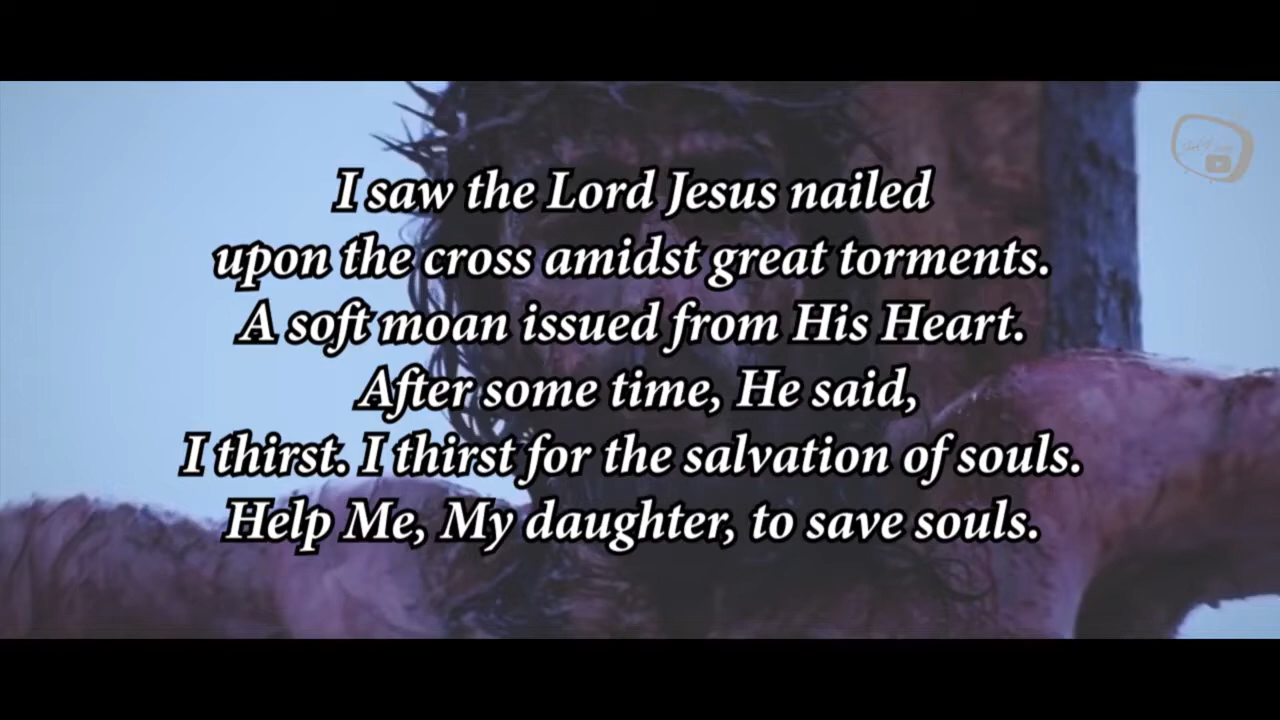 I saw the Lord Jesus nailed
upon the cross amidst great torments.
A soft moan issued from His Heart.
After some time, He said,
I thirst. I thirst for the salvation of souls.
Help Me, My daughter, to save souls.